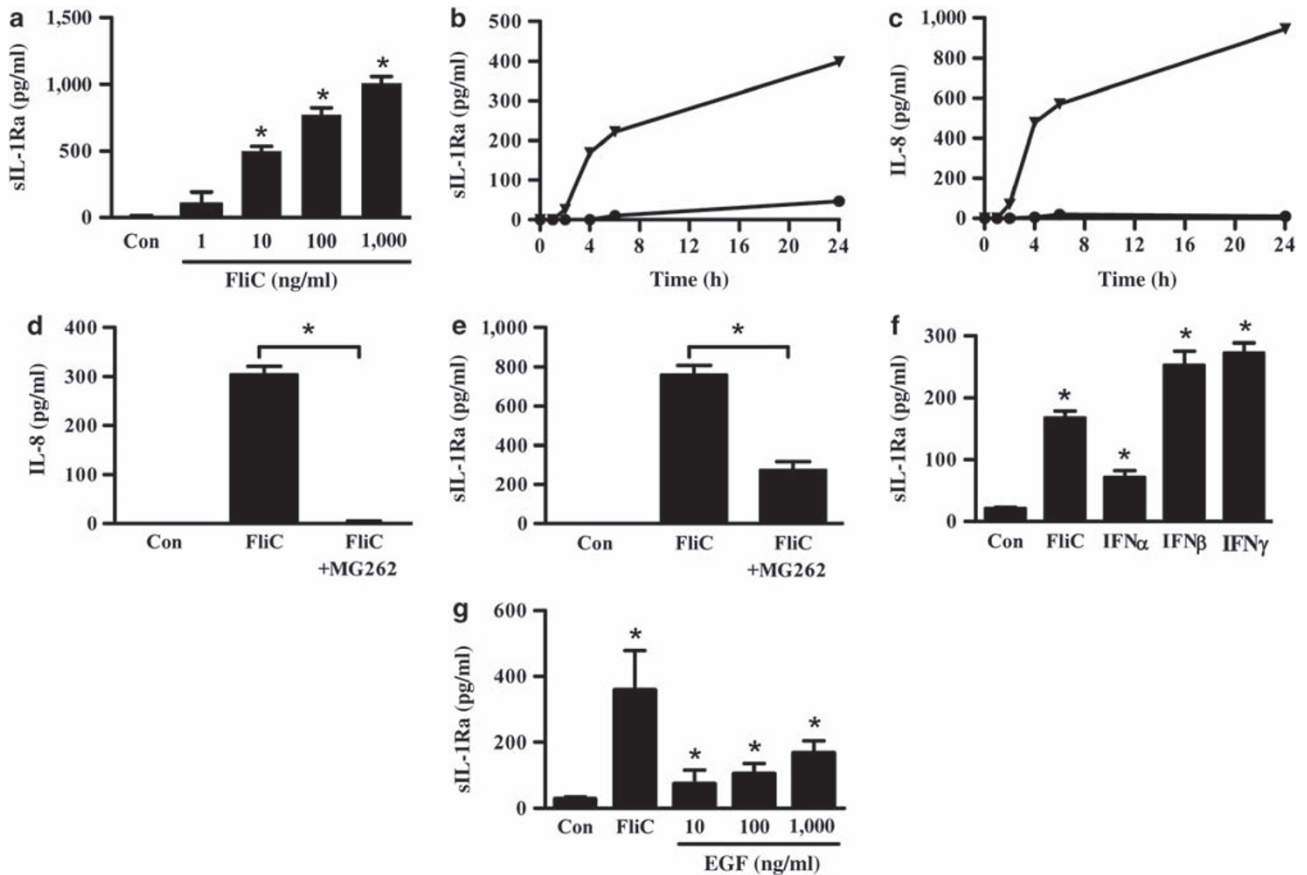 a
sIL-1Ra (pg/ml)
1,500
1,000
500
0
* * *
Con 1 10 100 1,000
FliC (ng/ml)
b
sIL-1Ra (pg/ml)
500
400
300
200
100
0
0 4 8 12 16 20 24
Time (h)
c
IL-8 (pg/ml)
1,000
800
600
400
200
0
0 4 8 12 16 20 24
Time (h)
d
IL-8 (pg/ml)
400
300
300
100
0
*
Con FliC FliC
+MG262
e
sIL-1Ra (pg/ml)
1,000
800
600
400
200
0
*
Con FliC FliC
+MG262
f
sIL-1Ra (pg/ml)
300
200
100
0
* * * *
Con FliC IFNα IFNβ IFNγ
g
sIL-1Ra (pg/ml)
600
400
200
0
* * * *
Con FliC 10 100 1,000
EGF (ng/ml)